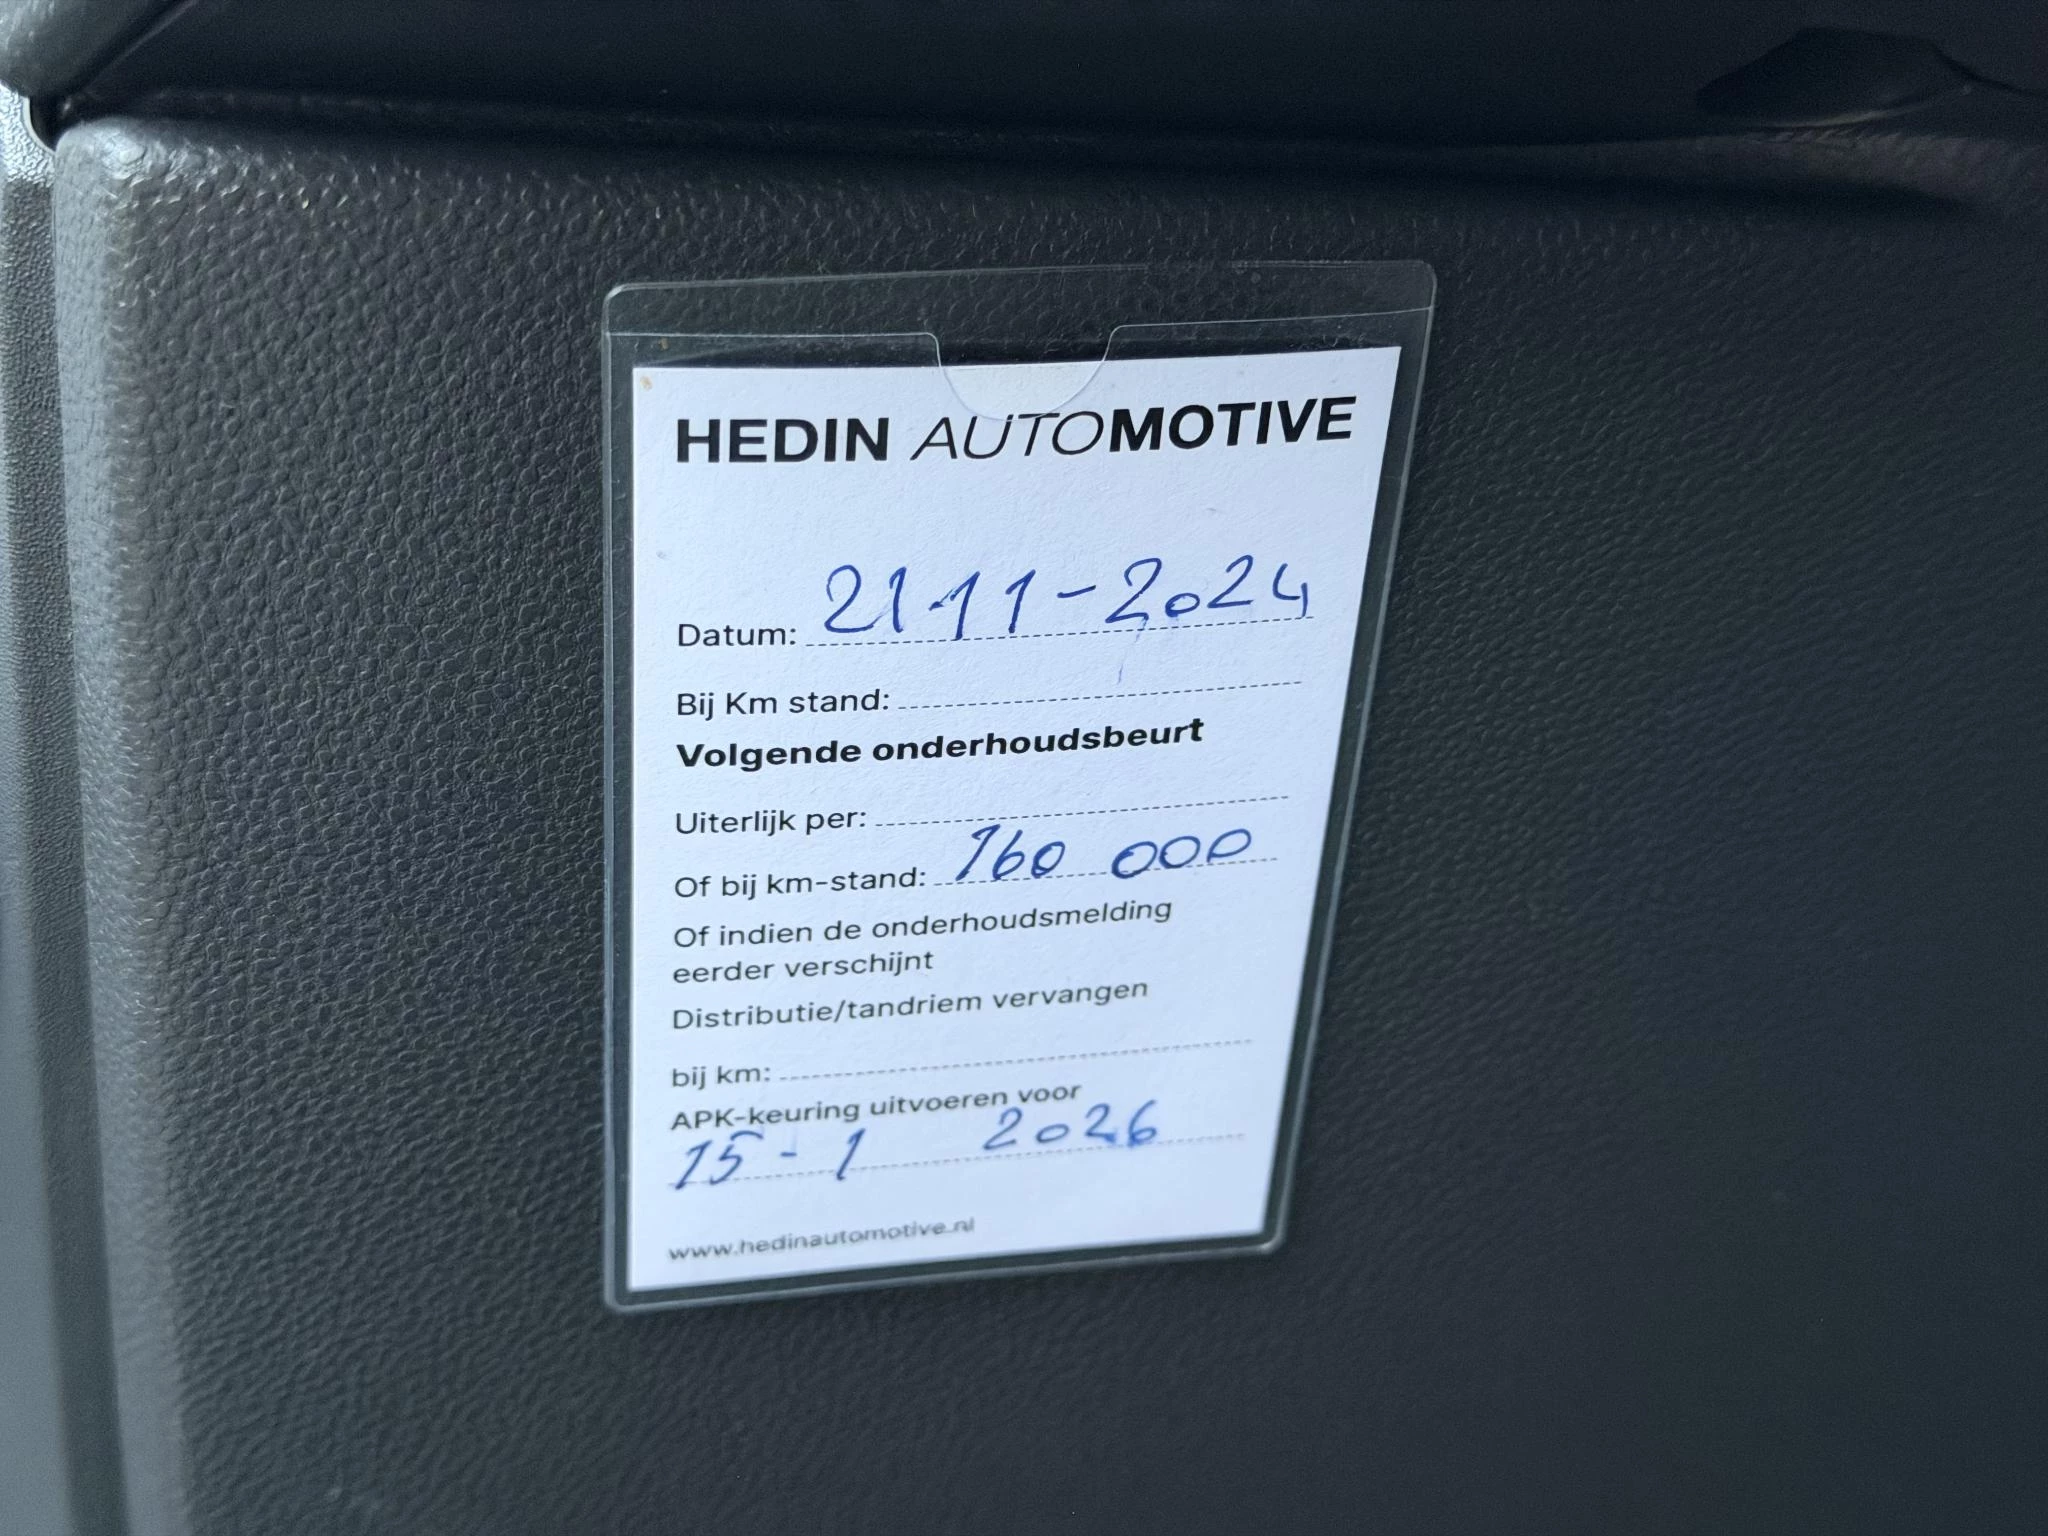 HEDIN AUTOMOTIVE
Datum: 21-11-2024
Bij Km stand:
Volgende onderhoudsbeurt
Uiterlijk per:
Of bij km-stand: 160 000
Of indien de onderhoudsmelding
eerder verschijnt
Distributie/tandriem vervangen
bij km:
APK-keuring uitvoeren voor
15-1 2026
www.hedinautomotive.nl